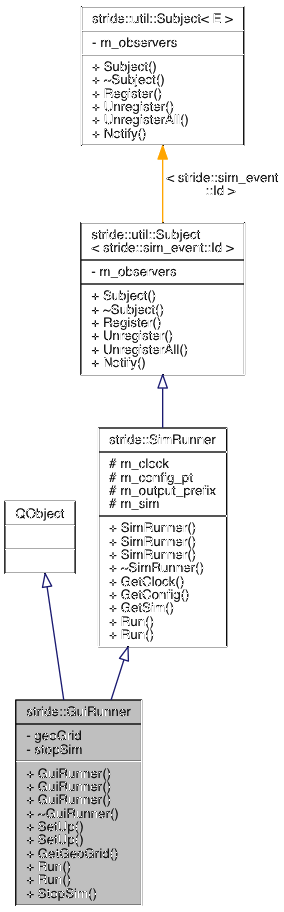 stride::util::Subject< E >
- m_observers
+ Subject()
+ ~Subject()
+ Register()
+ Unregister()
+ UnregisterAll()
+ Notify()
< stride::sim_event
::Id >
stride::util::Subject
< stride::sim_event::Id >
- m_observers
+ Subject()
+ ~Subject()
+ Register()
+ Unregister()
+ UnregisterAll()
+ Notify()
stride::SimRunner
# m_clock
# m_config_pt
# m_output_prefix
# m_sim
+ SimRunner()
+ SimRunner()
+ SimRunner()
+ ~SimRunner()
+ GetClock()
+ GetConfig()
+ GetSim()
+ Run()
+ Run()
QObject
stride::GuiRunner
- geoGrid
- stopSim
+ GuiRunner()
+ GuiRunner()
+ GuiRunner()
+ ~GuiRunner()
+ SetUp()
+ SetUp()
+ GetGeoGrid()
+ Run()
+ Run()
+ StopSim()